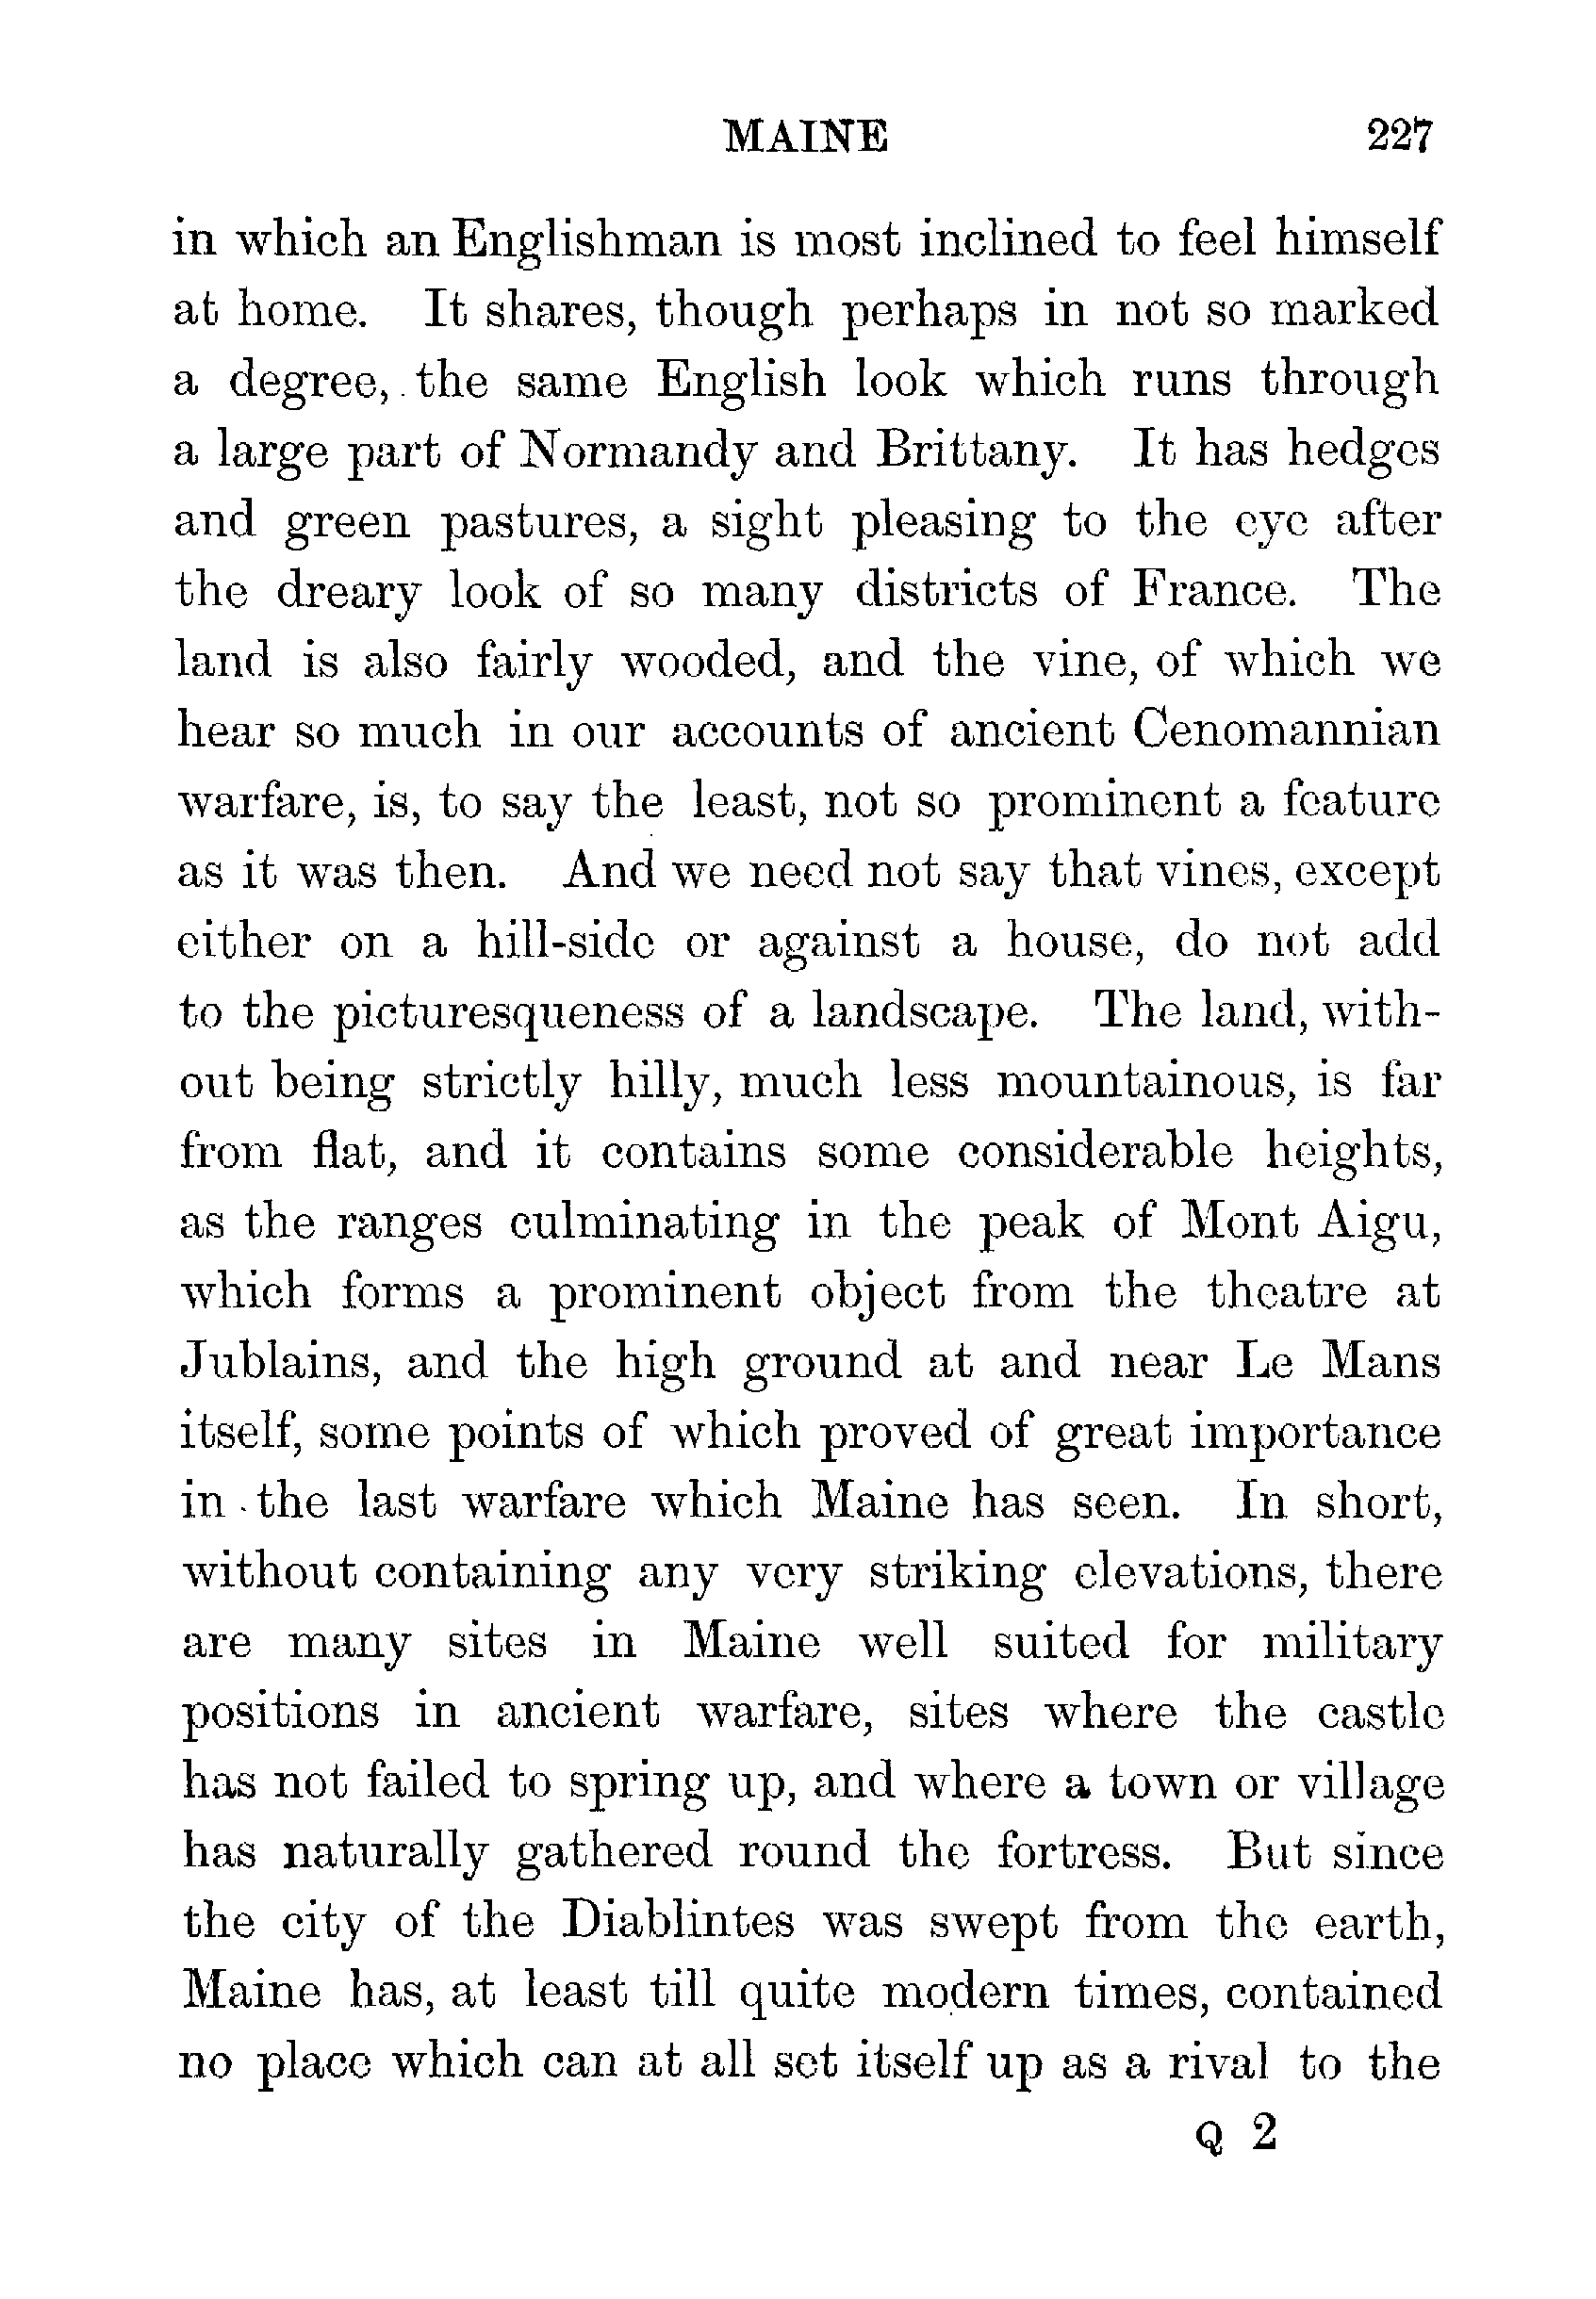 MAINE 227
in which an Englishman is most inclined to feel himself
at home. It shares, though perhaps in not so marked
a degree, the same English look which runs through
a large part of Normandy and Brittany. It has hedges
and green pastures, a sight pleasing to the eye after
the dreary look of so many districts of France. The
land is also fairly wooded, and the vine, of which we
hear so much in our accounts of ancient Cenomannian
warfare, is, to say the least, not so prominent a feature
as it was then. And we need not say that vines, except
either on a hill-side or against a house, do not add
to the picturesqueness of a landscape. The land, with-
out being strictly hilly, much less mountainous, is far
from flat, and it contains some considerable heights,
as the ranges culminating in the peak of Mont Aigu,
which forms a prominent object from the theatre at
Jublains, and the high ground at and near Le Mans
itself, some points of which proved of great importance
in the last warfare which Maine has seen. In short,
without containing any very striking elevations, there
are many sites in Maine well suited for military
positions in ancient warfare, sites where the castle
has not failed to spring up, and where a town or village
has naturally gathered round the fortress. But since
the city of the Diablintes was swept from the earth,
Maine has, at least till quite modern times, contained
no place which can at all set itself up as a rival to the
Q 2